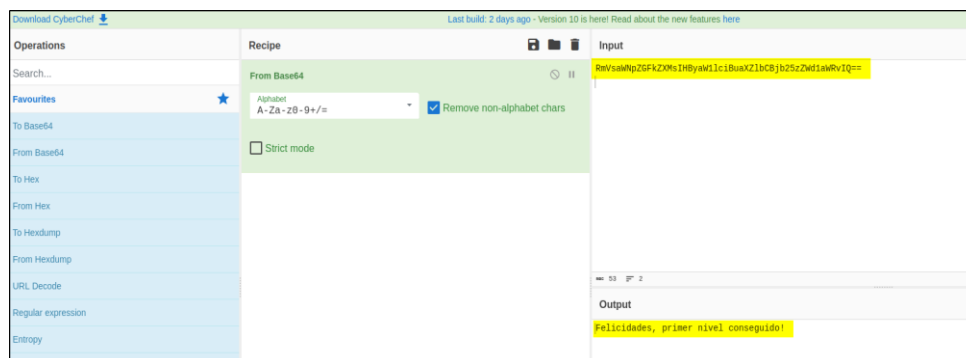 Download CyberChef
Last build: 2 days ago - Version 10 is here! Read about the new features here
Operations
Search...
Favourites
To Base64
From Base64
To Hex
From Hex
To Hexdump
From Hexdump
URL Decode
Regular expression
Entropy
Recipe
From Base64
Alphabet
A-Za-z0-9+/=
Remove non-alphabet chars
Strict mode
Input
RmVsaWNpZGFkZXMsIHByaW1lciBuaXZlbCBjb25zZWd1aWRvIQ==
53 2
Output
Felicidades, primer nivel conseguido!